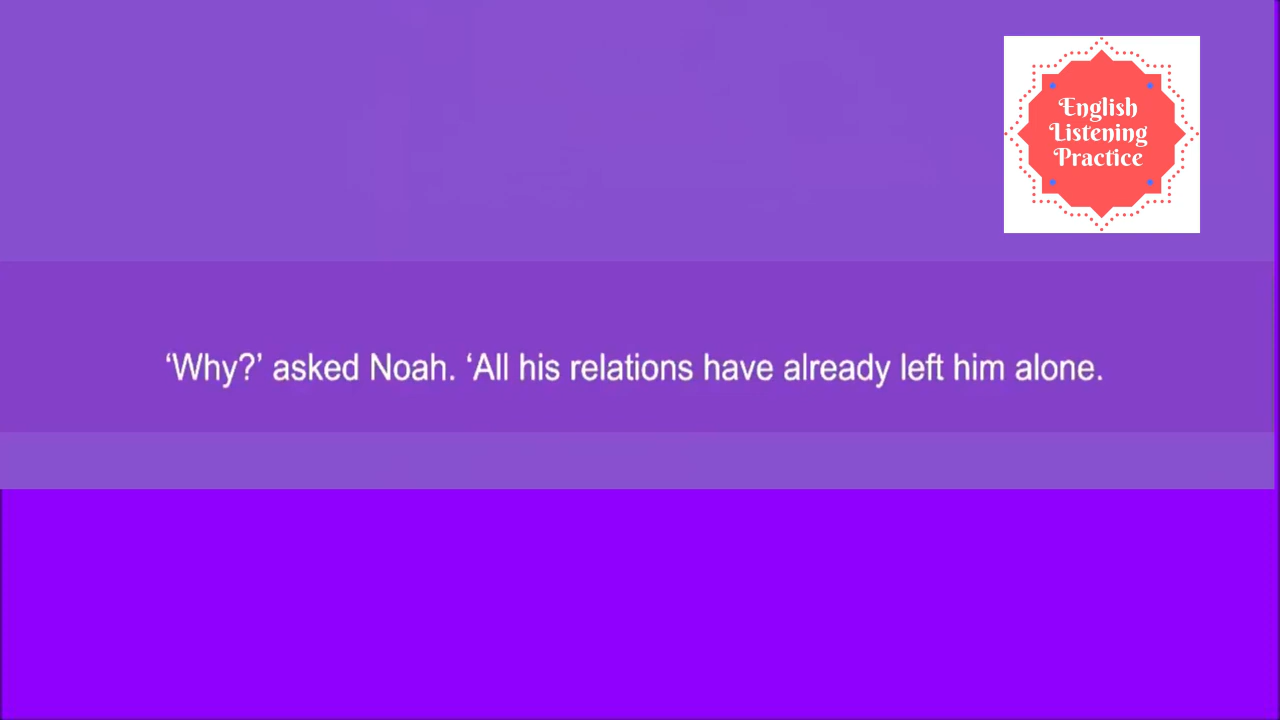 English
Listening
Practice
‘Why?’ asked Noah. ‘All his relations have already left him alone.